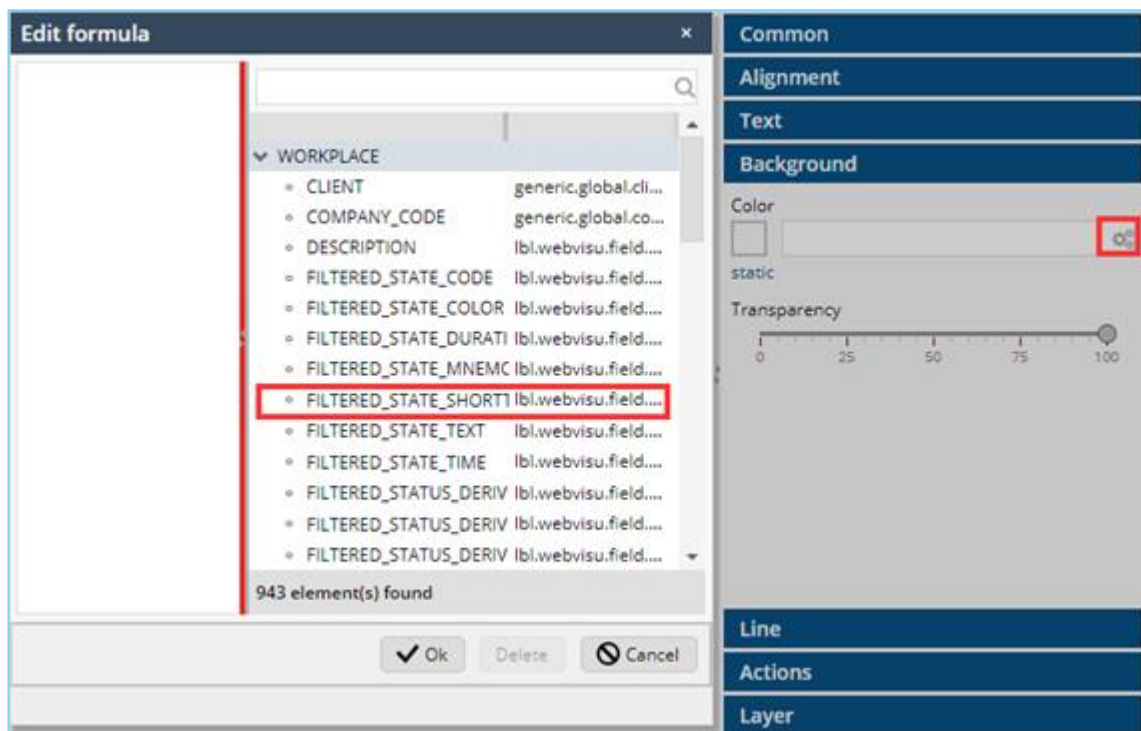 Edit formula
WORKPLACE
CLIENT generic.global.cli...
COMPANY_CODE generic.global.co...
DESCRIPTION lbl.webvisu.field....
FILTERED_STATE_CODE lbl.webvisu.field....
FILTERED_STATE_COLOR lbl.webvisu.field....
FILTERED_STATE_DURATI lbl.webvisu.field....
FILTERED_STATE_MNEMC lbl.webvisu.field....
FILTERED_STATE_SHORT1 lbl.webvisu.field....
FILTERED_STATE_TEXT lbl.webvisu.field....
FILTERED_STATE_TIME lbl.webvisu.field....
FILTERED_STATUS_DERIV lbl.webvisu.field....
FILTERED_STATUS_DERIV lbl.webvisu.field....
FILTERED_STATUS_DERIV lbl.webvisu.field....
943 element(s) found
Ok Delete Cancel
Common
Alignment
Text
Background
Color
static
Transparency
0 25 50 75 100
Line
Actions
Layer